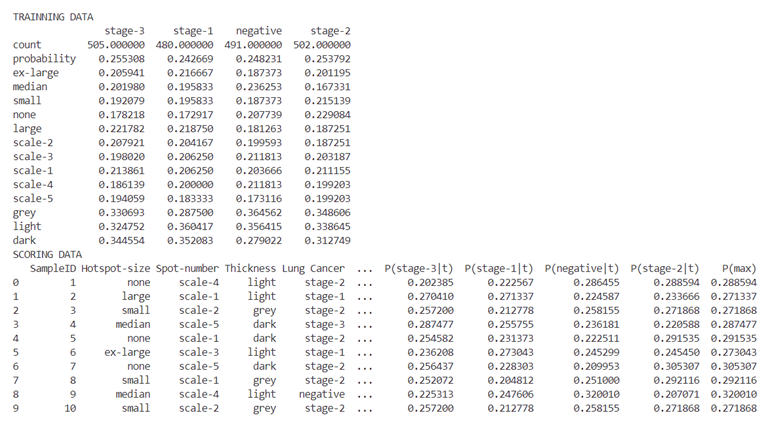 TRAINNING DATA
stage-3 stage-1 negative stage-2
count 505.000000 480.000000 491.000000 502.000000
probability 0.255308 0.242669 0.248231 0.253792
ex-large 0.205941 0.216667 0.187373 0.201195
median 0.201980 0.195833 0.236253 0.167331
small 0.192079 0.195833 0.187373 0.215139
none 0.178218 0.172917 0.207739 0.229084
large 0.221782 0.218750 0.181263 0.187251
scale-2 0.207921 0.204167 0.199593 0.187251
scale-3 0.198020 0.206250 0.211813 0.203187
scale-1 0.213861 0.206250 0.203666 0.211155
scale-4 0.186139 0.200000 0.211813 0.199203
scale-5 0.194059 0.183333 0.173116 0.199203
grey 0.330693 0.287500 0.364562 0.348606
light 0.324752 0.360417 0.356415 0.338645
dark 0.344554 0.352083 0.279022 0.312749
SCORING DATA
SampleID Hotspot-size Spot-number Thickness Lung Cancer ... P(stage-3|t) P(stage-1|t) P(negative|t) P(stage-2|t) P(max)
0 1 none scale-4 light stage-2 ... 0.202385 0.222567 0.286455 0.288594 0.288594
1 2 large scale-1 light stage-1 ... 0.270410 0.271337 0.224587 0.233666 0.271337
2 3 small scale-2 grey stage-2 ... 0.257200 0.212778 0.258155 0.271868 0.271868
3 4 median scale-5 dark stage-3 ... 0.287477 0.255755 0.236181 0.220588 0.287477
4 5 none scale-1 dark stage-2 ... 0.254582 0.231373 0.222511 0.291535 0.291535
5 6 ex-large scale-3 light stage-1 ... 0.236208 0.273043 0.245299 0.245450 0.273043
6 7 none scale-5 dark stage-2 ... 0.256437 0.228303 0.209953 0.305307 0.305307
7 8 small scale-1 grey stage-2 ... 0.252072 0.204812 0.251000 0.292116 0.292116
8 9 median scale-4 light negative ... 0.225313 0.247606 0.320010 0.207071 0.320010
9 10 small scale-2 grey stage-2 ... 0.257200 0.212778 0.258155 0.271868 0.271868